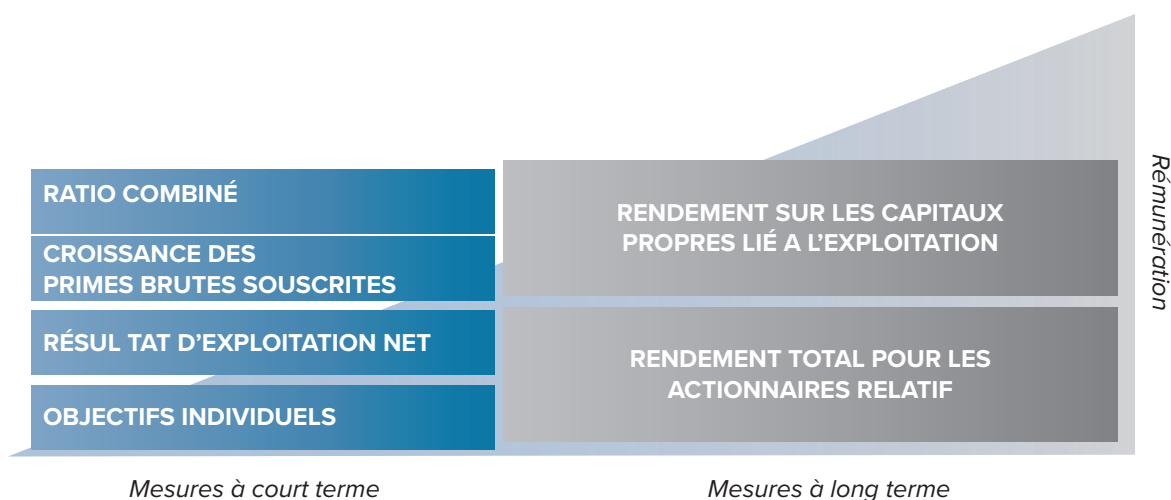 RATIO COMBINÉ
CROISSANCE DES
PRIMES BRUTES SOUSCRITES
RÉSUL TAT D'EXPLOITATION NET
OBJECTIFS INDIVIDUELS
RENDEMENT SUR LES CAPITAUX
PROPRES LIÉ A L'EXPLOITATION
RENDEMENT TOTAL POUR LES
ACTIONNAIRES RELATIF
Rémunération
Mesures à court terme
Mesures à long terme